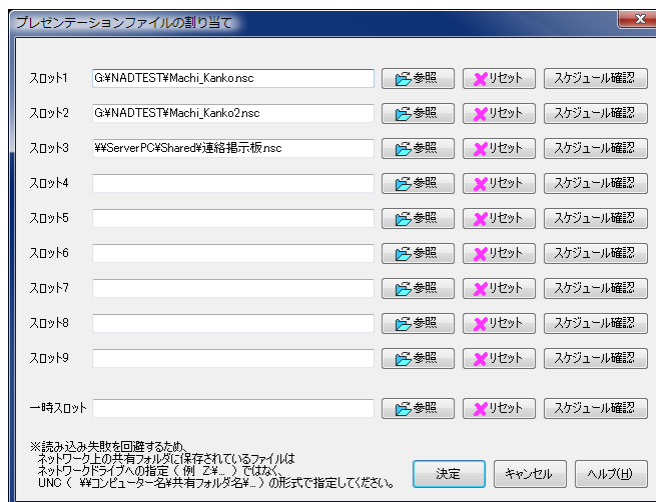 プレゼンテーションファイルの割り当て
スロット1 G:¥NADTEST¥Machi_Kanko.nsc 参照 リセット スケジュール確認
スロット2 G:¥NADTEST¥Machi_Kanko2.nsc 参照 リセット スケジュール確認
スロット3 ¥¥ServerPC¥Shared¥連絡掲示板.nsc 参照 リセット スケジュール確認
スロット4 参照 リセット スケジュール確認
スロット5 参照 リセット スケジュール確認
スロット6 参照 リセット スケジュール確認
スロット7 参照 リセット スケジュール確認
スロット8 参照 リセット スケジュール確認
スロット9 参照 リセット スケジュール確認
一時スロット 参照 リセット スケジュール確認
※読み込み失敗を回避するため、
ネットワーク上の共有フォルダに保存されているファイルは
ネットワークドライブへの指定 ( 例 Z:¥... ) ではなく、
UNC ( ¥¥コンピューター名¥共有フォルダ名¥... ) の形式で指定してください。
決定 キャンセル ヘルプ(H)